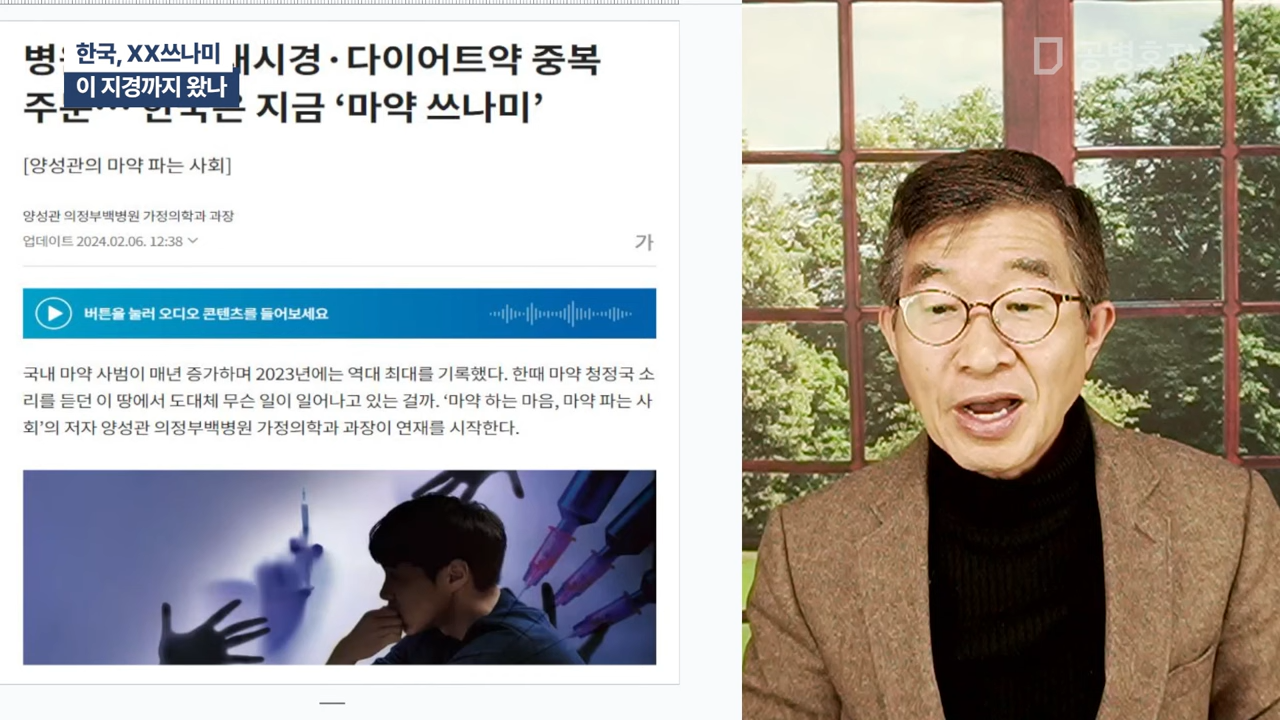 한국, XX쓰나미
이 지경까지 왔나
내시경·다이어트약 중복
한국은 지금 ‘마약 쓰나미’
[양성관의 마약 파는 사회]
양성관 의정부백병원 가정의학과 과장
업데이트 2024.02.06. 12:38
가
버튼을 눌러 오디오 콘텐츠를 들어보세요
국내 마약 사범이 매년 증가하며 2023년에는 역대 최대를 기록했다. 한때 마약 청정국 소
리를 듣던 이 땅에서 도대체 무슨 일이 일어나고 있는 걸까. ‘마약 하는 마음, 마약 파는 사
회’의 저자 양성관 의정부백병원 가정의학과 과장이 연재를 시작한다.